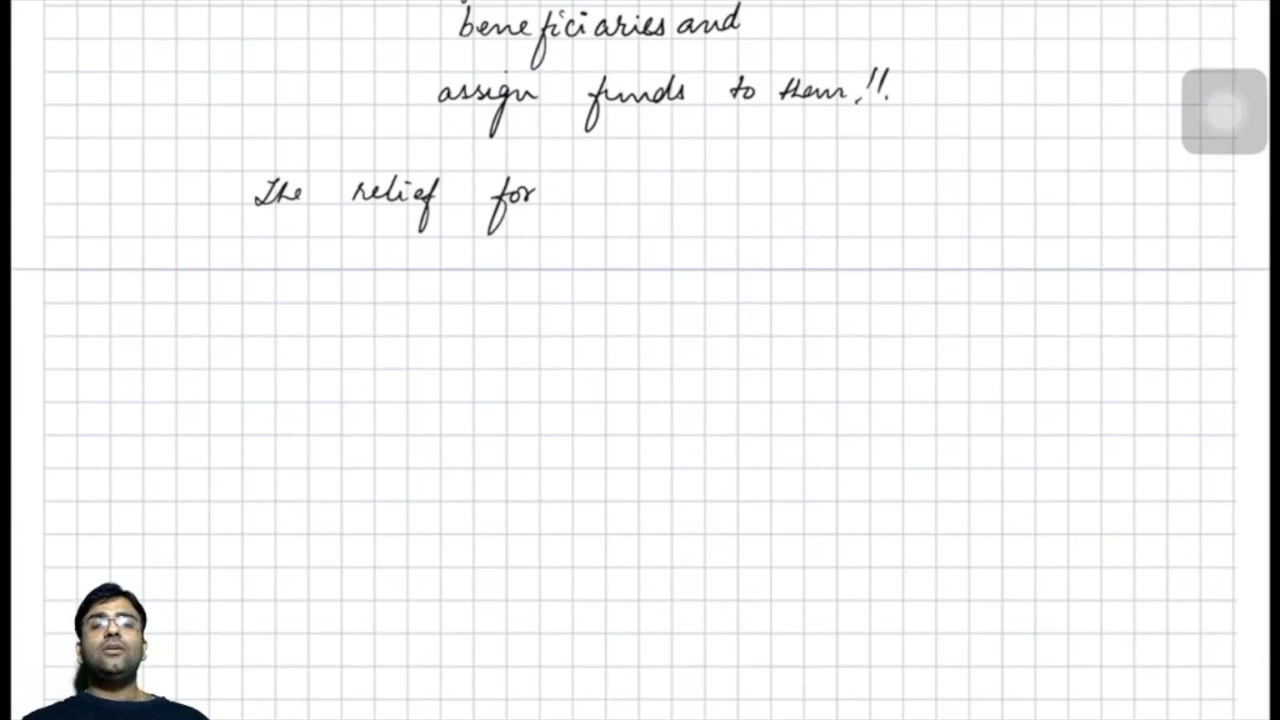 beneficiaries and
assign funds to them.!!.
The relief for